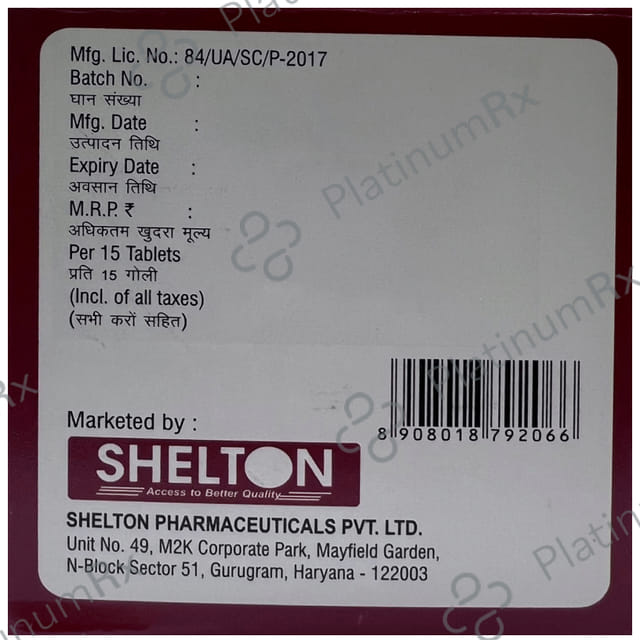 Mfg. Lic. No.: 84/UA/SC/P-2017
Batch No. :
घान संख्या
Mfg. Date :
उत्पादन तिथि
Expiry Date :
अवसान तिथि
M.R.P. ₹ :
अधिकतम खुदरा मूल्य
Per 15 Tablets
प्रति 15 गोली
(Incl. of all taxes)
(सभी करों सहित)
8 908018 792066
Marketed by :
SHELTON
Access to Better Quality
SHELTON PHARMACEUTICALS PVT. LTD.
Unit No. 49, M2K Corporate Park, Mayfield Garden,
N-Block Sector 51, Gurugram, Haryana - 122003
PlatinumRx
PlatinumRx
PlatinumRx